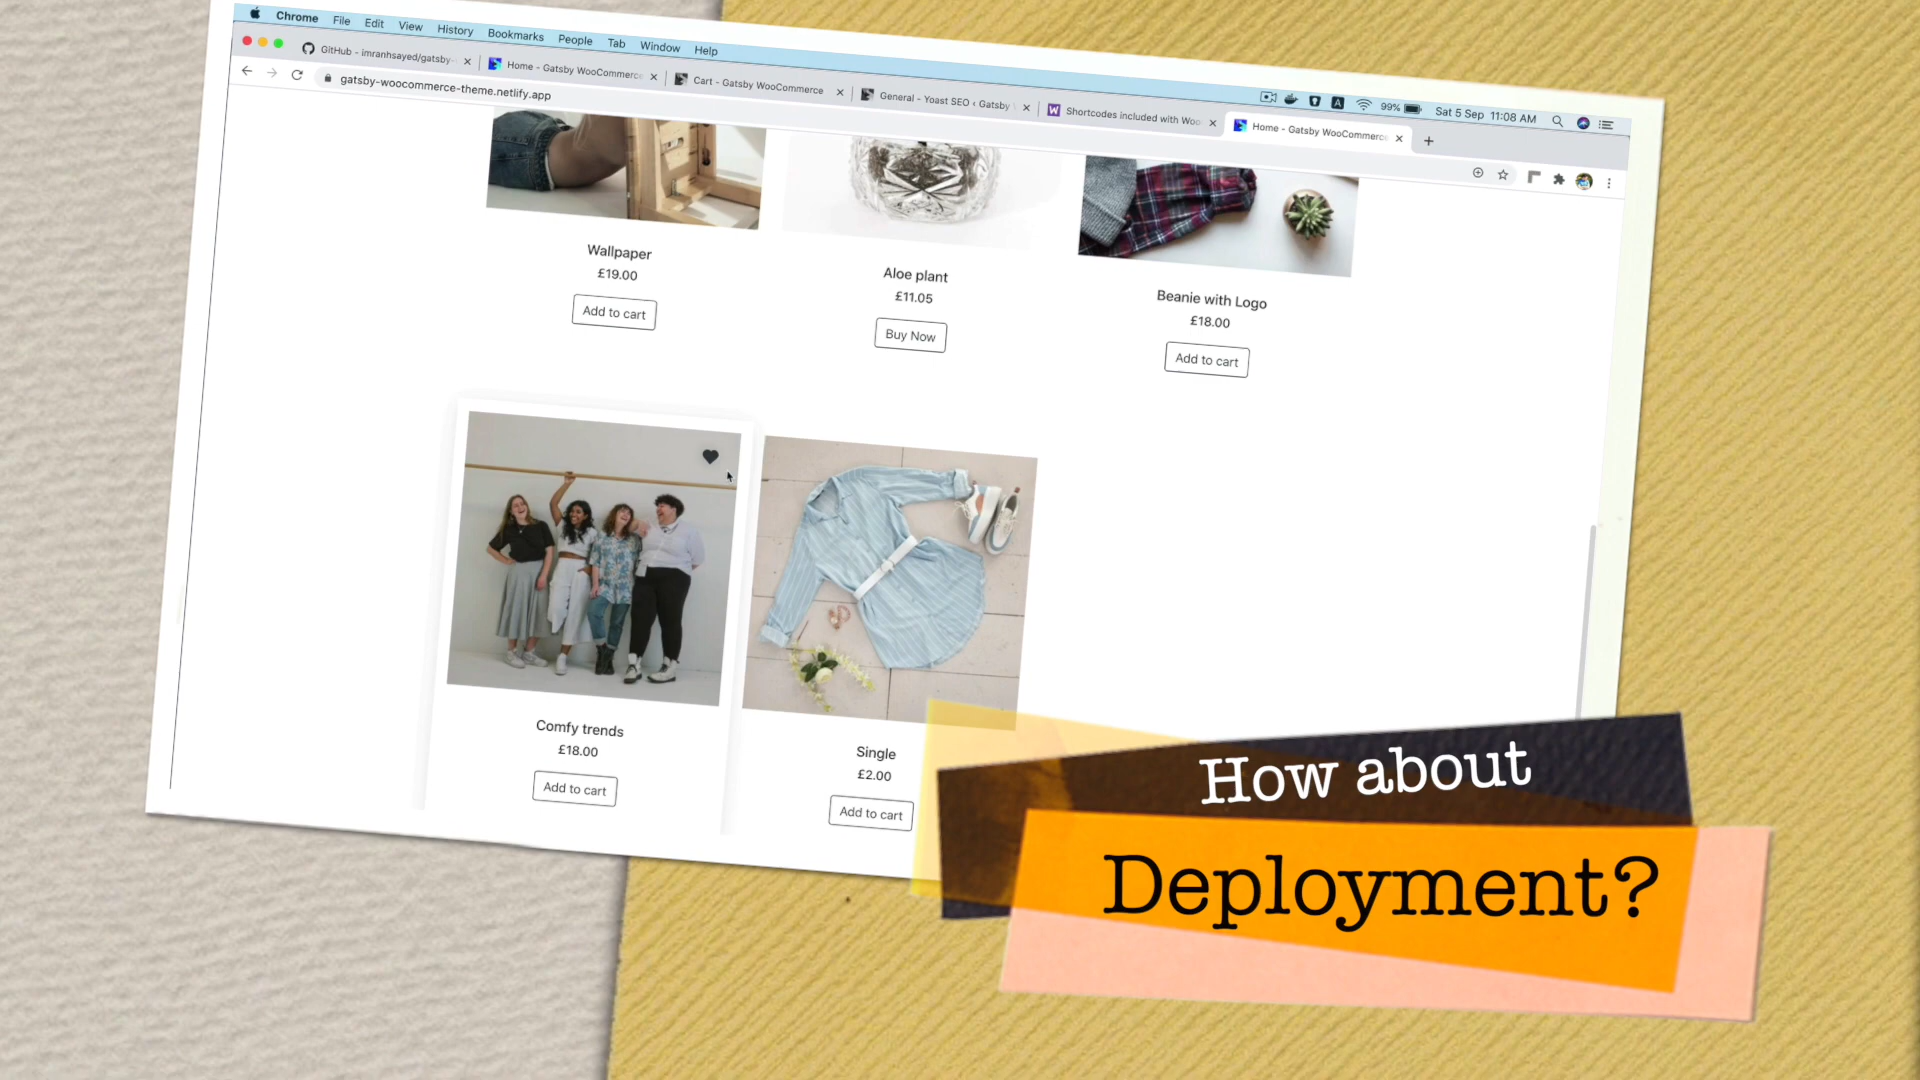 Chrome File Edit View History Bookmarks People Tab Window Help
99% Sat 5 Sep 11:08 AM
GitHub - imranhsayed/gatsby-
Home - Gatsby WooCommerce
Cart - Gatsby WooCommerce
General - Yoast SEO ‹ Gatsby
Shortcodes included with Woo
Home - Gatsby WooCommerce
gatsby-woocommerce-theme.netlify.app
Wallpaper
£19.00
Add to cart
Aloe plant
£11.05
Buy Now
Beanie with Logo
£18.00
Add to cart
Comfy trends
£18.00
Add to cart
Single
£2.00
Add to cart
How about
Deployment?